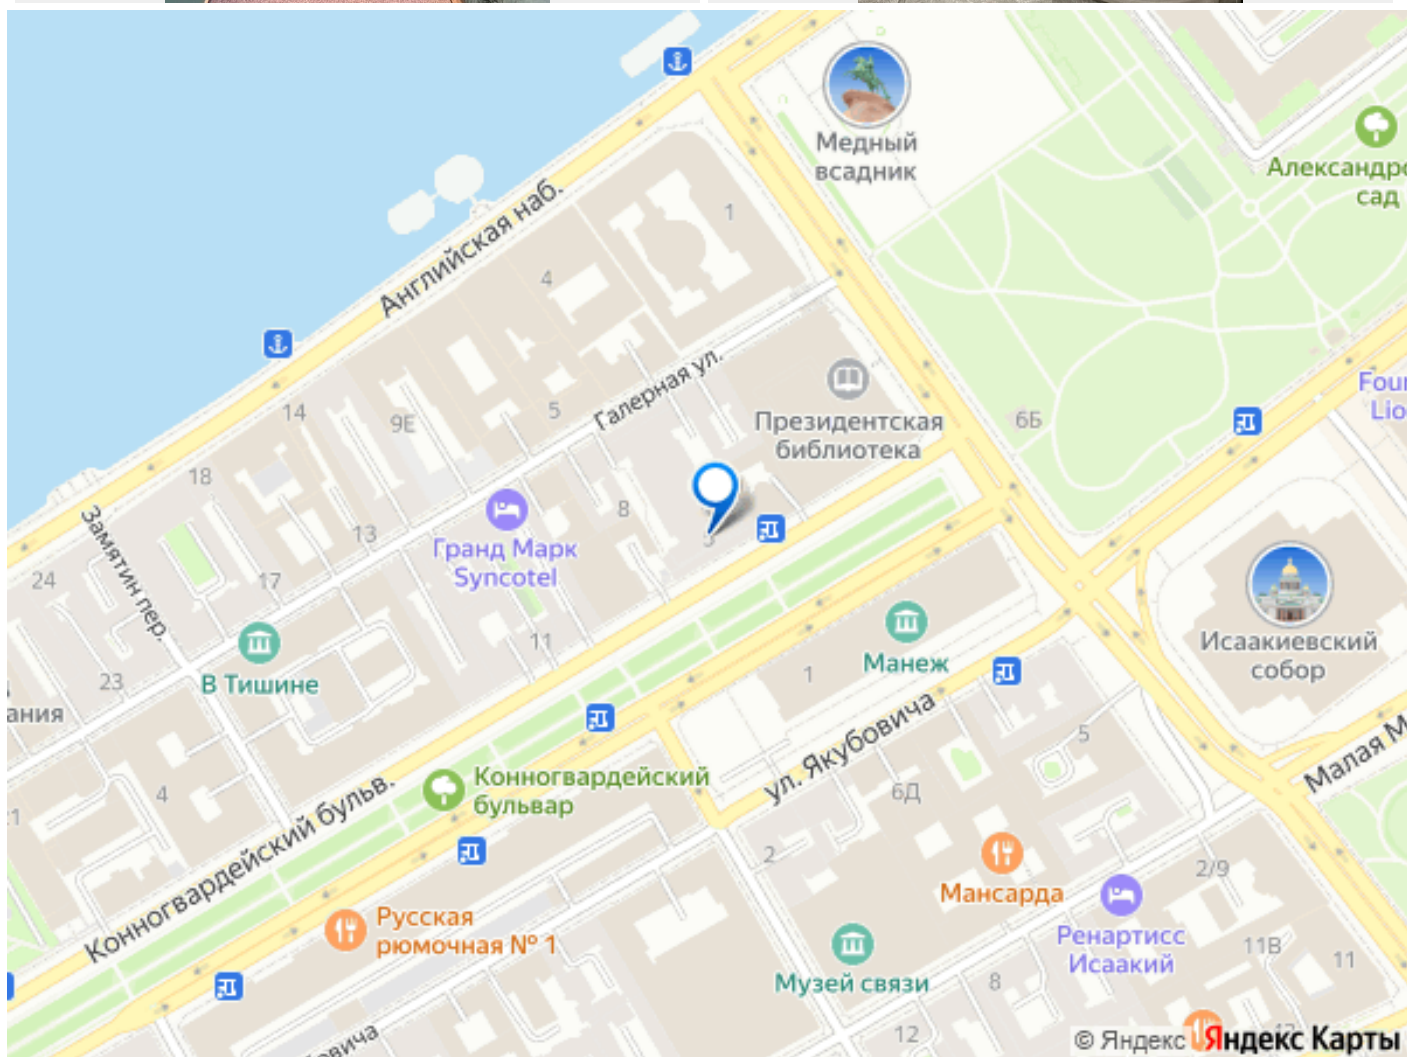 Медный
всадник
Александро
сад
1
Английская наб.
4
Галерная ул.
14
9Е
5
Президентская
библиотека
6Б
Four
Lio
18
Замятин пер.
13
8
Гранд Марк
Syncotel
24
17
11
Манеж
1
Исаакиевский
собор
23
В Тишине
ания
ул. Якубовича
5
Малая М
4
Конногвардейский
бульвар
Конногвардейский бульв.
6Д
2
Мансарда
2/9
Русская
рюмочная № 1
Ренартисс
Исаакий
11В
11
Музей связи
8
12
овича
© Яндекс Яндекс Карты